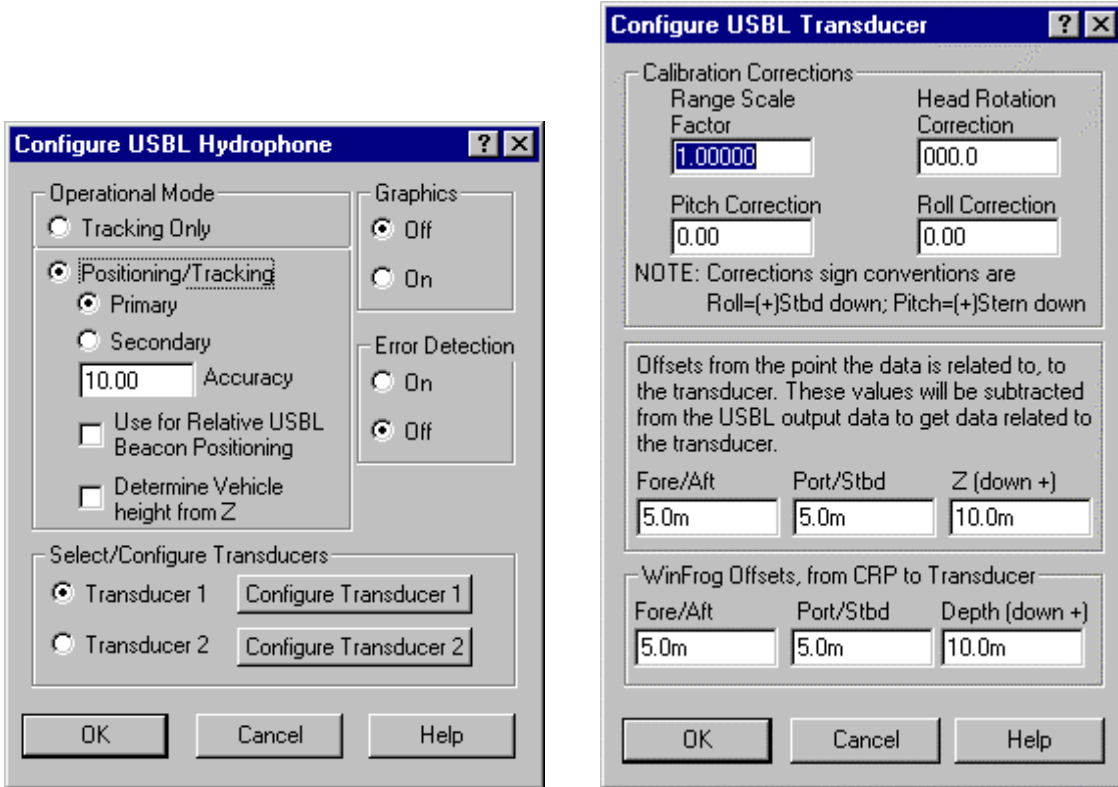 Configure USBL Hydrophone
Operational Mode
Tracking Only
Positioning/Tracking
Primary
Secondary
10.00 Accuracy
Use for Relative USBL
Beacon Positioning
Determine Vehicle
height from Z
Graphics
Off
On
Error Detection
On
Off
Select/Configure Transducers
Transducer 1 Configure Transducer 1
Transducer 2 Configure Transducer 2
OK Cancel Help
Configure USBL Transducer
Calibration Corrections
Range Scale
Factor
1.00000
Head Rotation
Correction
000.0
Pitch Correction
0.00
Roll Correction
0.00
NOTE: Corrections sign conventions are
Roll=(+)Stbd down; Pitch=(+)Stern down
Offsets from the point the data is related to, to
the transducer. These values will be subtracted
from the USBL output data to get data related to
the transducer.
Fore/Aft Port/Stbd Z (down +)
5.0m 5.0m 10.0m
WinFrog Offsets, from CRP to Transducer
Fore/Aft Port/Stbd Depth (down +)
5.0m 5.0m 10.0m
OK Cancel Help